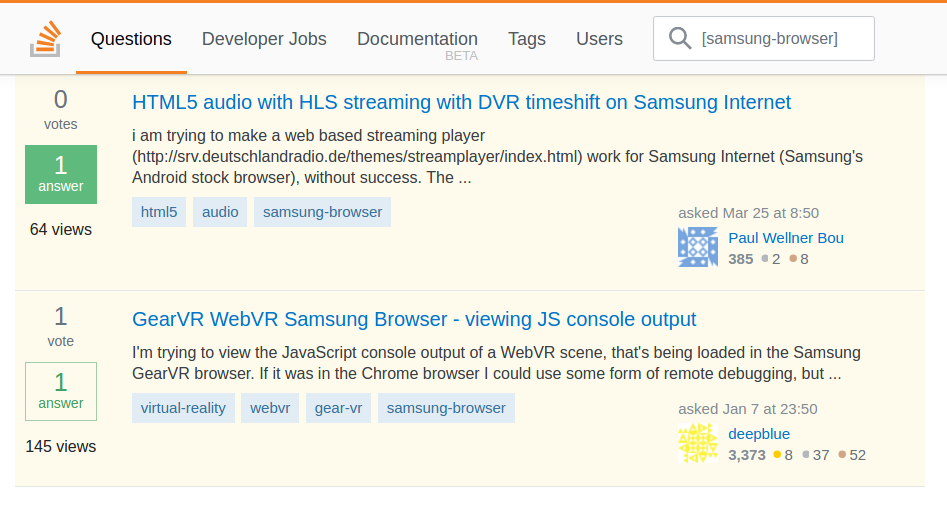 Questions Developer Jobs Documentation Tags Users [samsung-browser]
BETA
0
votes
1
answer
64 views
HTML5 audio with HLS streaming with DVR timeshift on Samsung Internet
i am trying to make a web based streaming player
(http://srv.deutschlandradio.de/themes/streamplayer/index.html) work for Samsung Internet (Samsung's
Android stock browser), without success. The ...
html5 audio samsung-browser
asked Mar 25 at 8:50
Paul Wellner Bou
385 2 8
1
vote
1
answer
145 views
GearVR WebVR Samsung Browser - viewing JS console output
I'm trying to view the JavaScript console output of a WebVR scene, that's being loaded in the Samsung
GearVR browser. If it was in the Chrome browser I could use some form of remote debugging, but ...
virtual-reality webvr gear-vr samsung-browser
asked Jan 7 at 23:50
deepblue
3,373 8 37 52